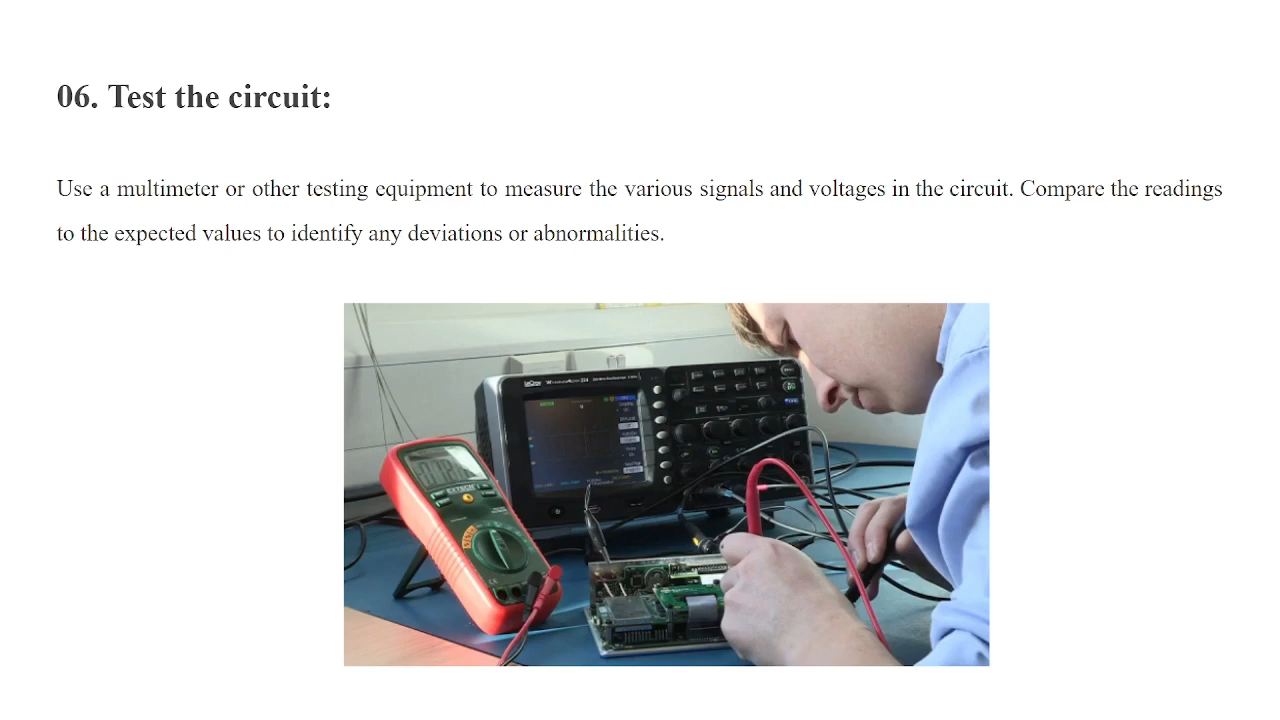 06. Test the circuit:
Use a multimeter or other testing equipment to measure the various signals and voltages in the circuit. Compare the readings
to the expected values to identify any deviations or abnormalities.
LeCroy
EXTECH